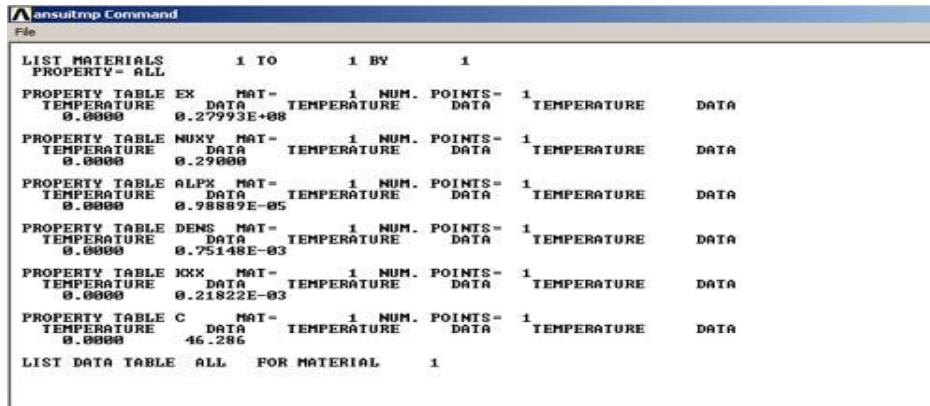 ansuitmp Command
File
LIST MATERIALS 1 TO 1 BY 1
PROPERTY= ALL
PROPERTY TABLE EX MAT= 1 NUM. POINTS= 1
TEMPERATURE DATA TEMPERATURE DATA TEMPERATURE DATA
0.0000 0.27993E+08
PROPERTY TABLE NUXY MAT= 1 NUM. POINTS= 1
TEMPERATURE DATA TEMPERATURE DATA TEMPERATURE DATA
0.0000 0.29000
PROPERTY TABLE ALPX MAT= 1 NUM. POINTS= 1
TEMPERATURE DATA TEMPERATURE DATA TEMPERATURE DATA
0.0000 0.98889E-05
PROPERTY TABLE DENS MAT= 1 NUM. POINTS= 1
TEMPERATURE DATA TEMPERATURE DATA TEMPERATURE DATA
0.0000 0.75148E-03
PROPERTY TABLE KXX MAT= 1 NUM. POINTS= 1
TEMPERATURE DATA TEMPERATURE DATA TEMPERATURE DATA
0.0000 0.21822E-03
PROPERTY TABLE C MAT= 1 NUM. POINTS= 1
TEMPERATURE DATA TEMPERATURE DATA TEMPERATURE DATA
0.0000 46.286
LIST DATA TABLE ALL FOR MATERIAL 1